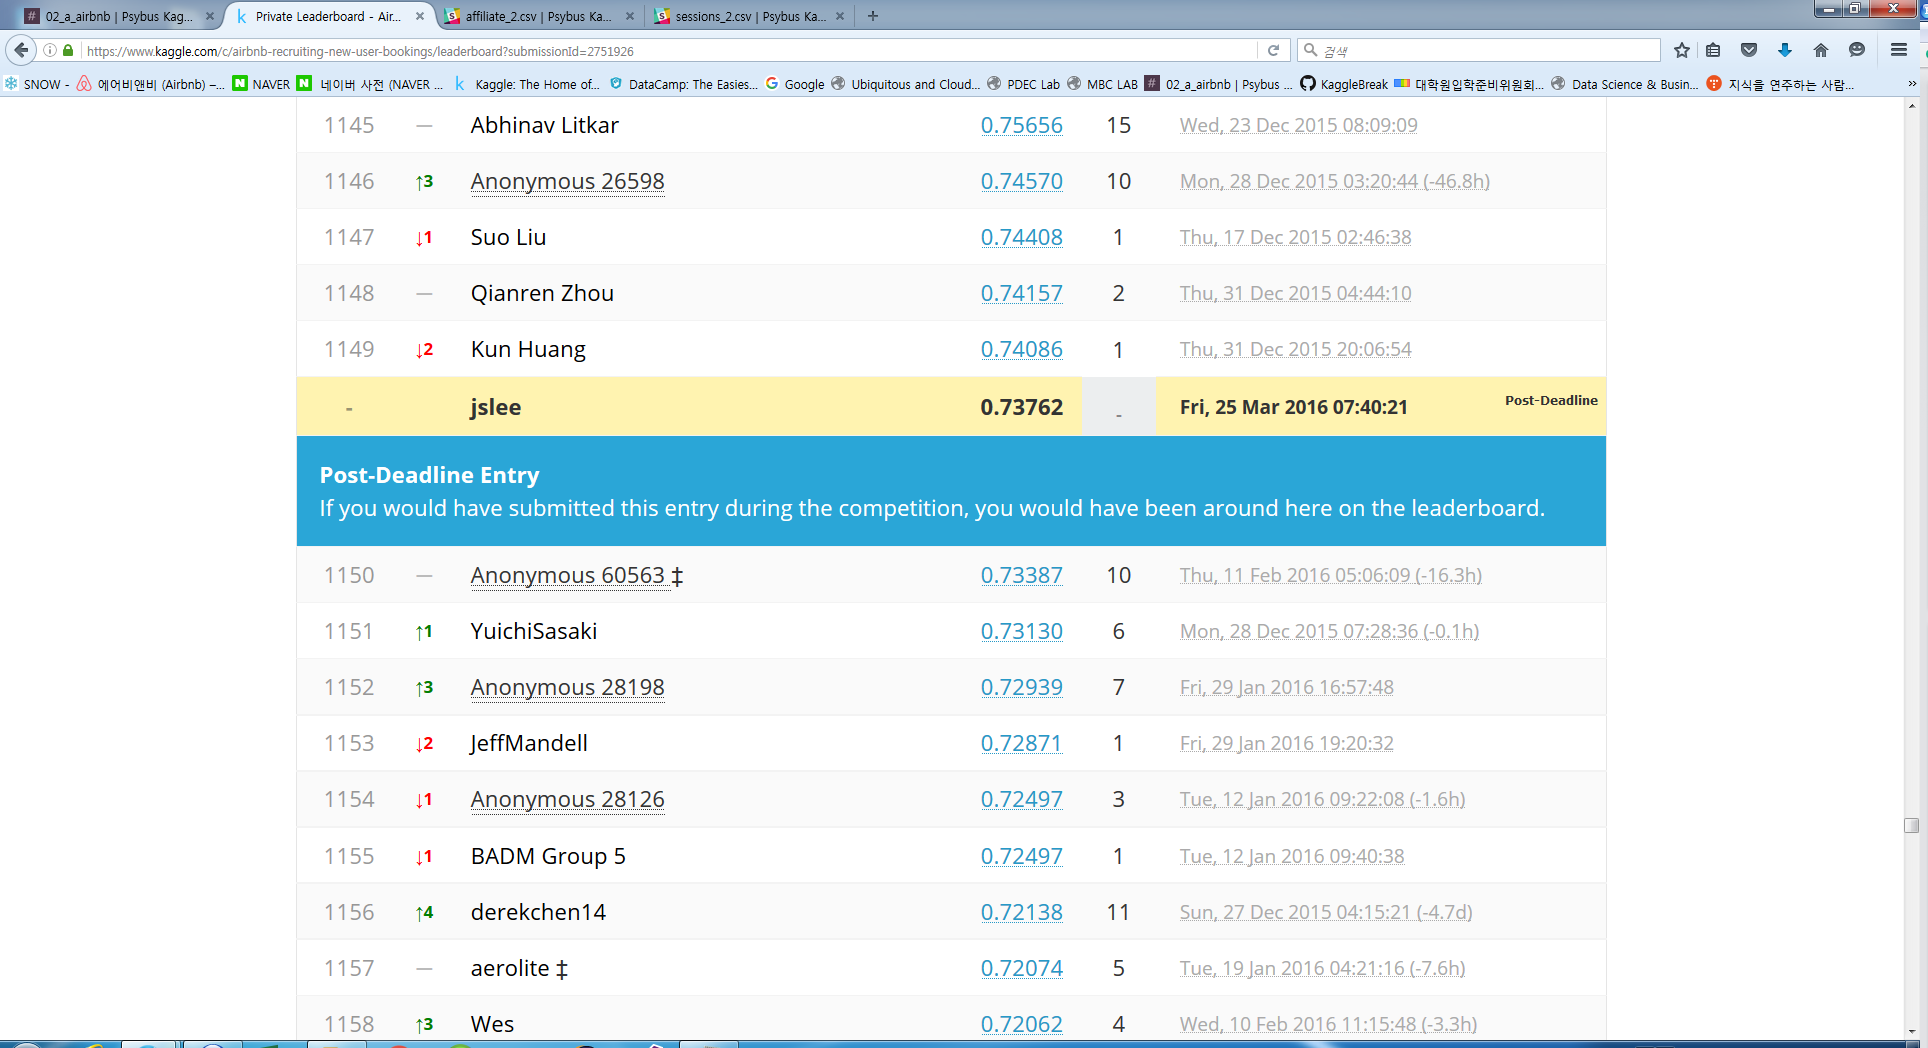 02_a_airbnb | Psybus Kag...
Private Leaderboard - Air...
affiliate_2.csv | Psybus Ka...
sessions_2.csv | Psybus Ka...
https://www.kaggle.com/c/airbnb-recruiting-new-user-bookings/leaderboard?submissionId=2751926
검색
SNOW -
에어비앤비 (Airbnb) –...
NAVER
네이버 사전 (NAVER ...
Kaggle: The Home of...
DataCamp: The Easies...
Google
Ubiquitous and Cloud...
PDEC Lab
MBC LAB
02_a_airbnb | Psybus ...
KaggleBreak
대학원입학준비위원회...
Data Science & Busin...
지식을 연주하는 사람...
1145 — Abhinav Litkar 0.75656 15 Wed, 23 Dec 2015 08:09:09
1146 ↑3 Anonymous 26598 0.74570 10 Mon, 28 Dec 2015 03:20:44 (-46.8h)
1147 ↓1 Suo Liu 0.74408 1 Thu, 17 Dec 2015 02:46:38
1148 — Qianren Zhou 0.74157 2 Thu, 31 Dec 2015 04:44:10
1149 ↓2 Kun Huang 0.74086 1 Thu, 31 Dec 2015 20:06:54
- jslee 0.73762 - Fri, 25 Mar 2016 07:40:21 Post-Deadline
Post-Deadline Entry
If you would have submitted this entry during the competition, you would have been around here on the leaderboard.
1150 — Anonymous 60563 ‡ 0.73387 10 Thu, 11 Feb 2016 05:06:09 (-16.3h)
1151 ↑1 YuichiSasaki 0.73130 6 Mon, 28 Dec 2015 07:28:36 (-0.1h)
1152 ↑3 Anonymous 28198 0.72939 7 Fri, 29 Jan 2016 16:57:48
1153 ↓2 JeffMandell 0.72871 1 Fri, 29 Jan 2016 19:20:32
1154 ↓1 Anonymous 28126 0.72497 3 Tue, 12 Jan 2016 09:22:08 (-1.6h)
1155 ↓1 BADM Group 5 0.72497 1 Tue, 12 Jan 2016 09:40:38
1156 ↑4 derekchen14 0.72138 11 Sun, 27 Dec 2015 04:15:21 (-4.7d)
1157 — aerolite ‡ 0.72074 5 Tue, 19 Jan 2016 04:21:16 (-7.6h)
1158 ↑3 Wes 0.72062 4 Wed, 10 Feb 2016 11:15:48 (-3.3h)